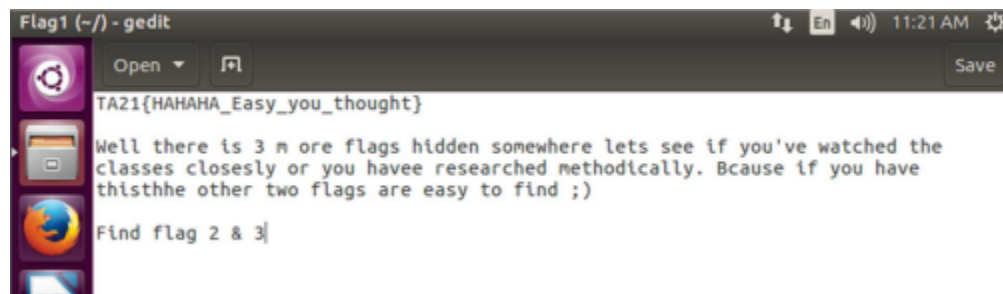 Flag1 (~/) - gedit
En 11:21 AM
Open
Save
TA21{HAHAHA_Easy_you_thought}
Well there is 3 m ore flags hidden somewhere lets see if you've watched the
classes closesly or you havee researched methodically. Bcause if you have
thisthhe other two flags are easy to find ;)
Find flag 2 & 3